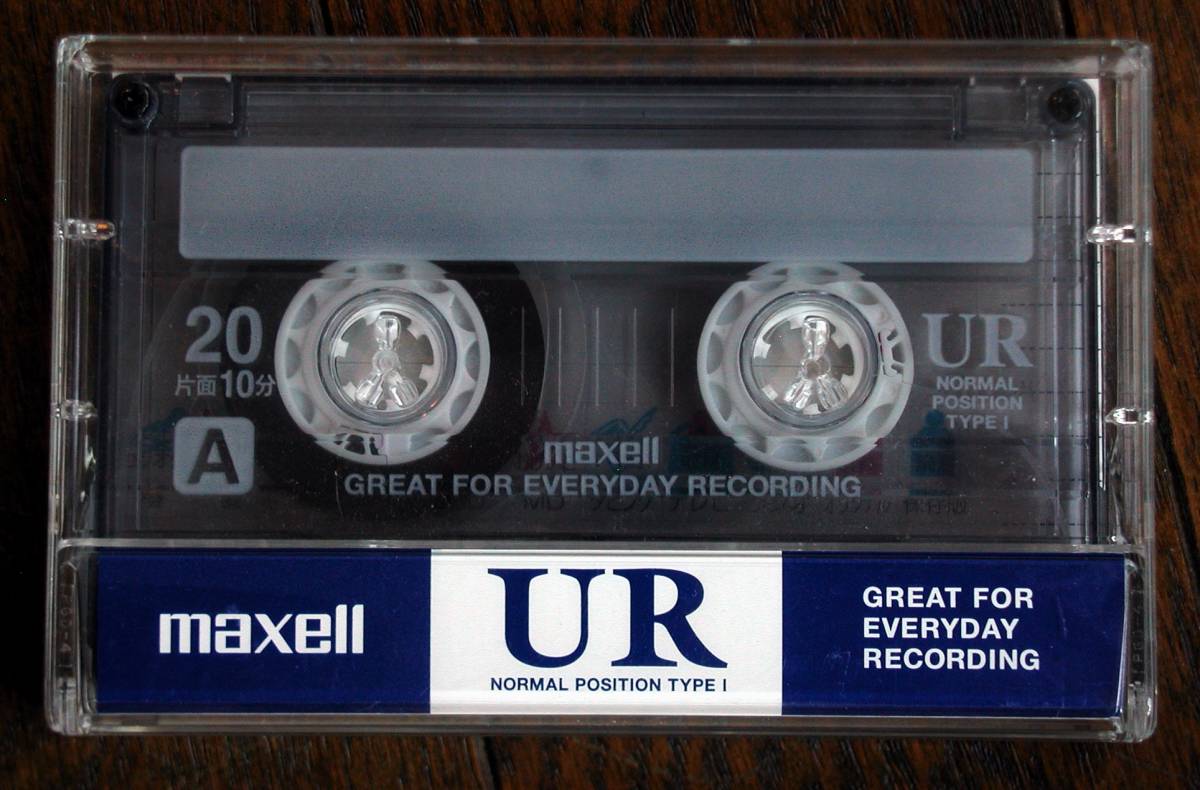 20
片面10分
A
UR
NORMAL
POSITION
TYPE I
maxell
GREAT FOR EVERYDAY RECORDING
maxell
UR
NORMAL POSITION TYPE I
GREAT FOR
EVERYDAY
RECORDING